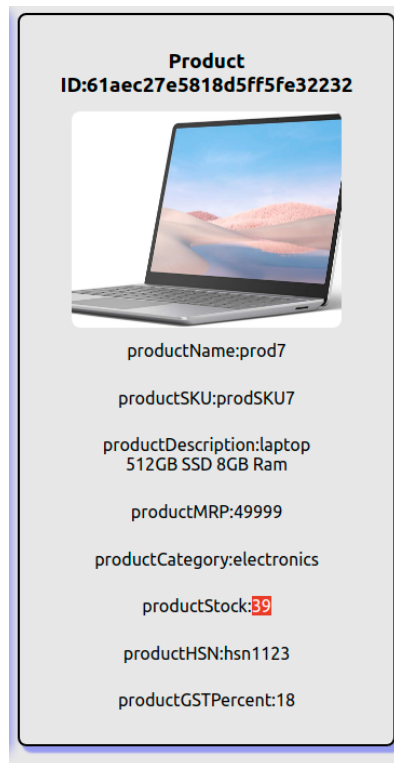 Product
ID:61aec27e5818d5ff5fe32232
productName:prod7
productSKU:prodSKU7
productDescription:laptop
512GB SSD 8GB Ram
productMRP:49999
productCategory:electronics
productStock:39
productHSN:hsn1123
productGSTPercent:18